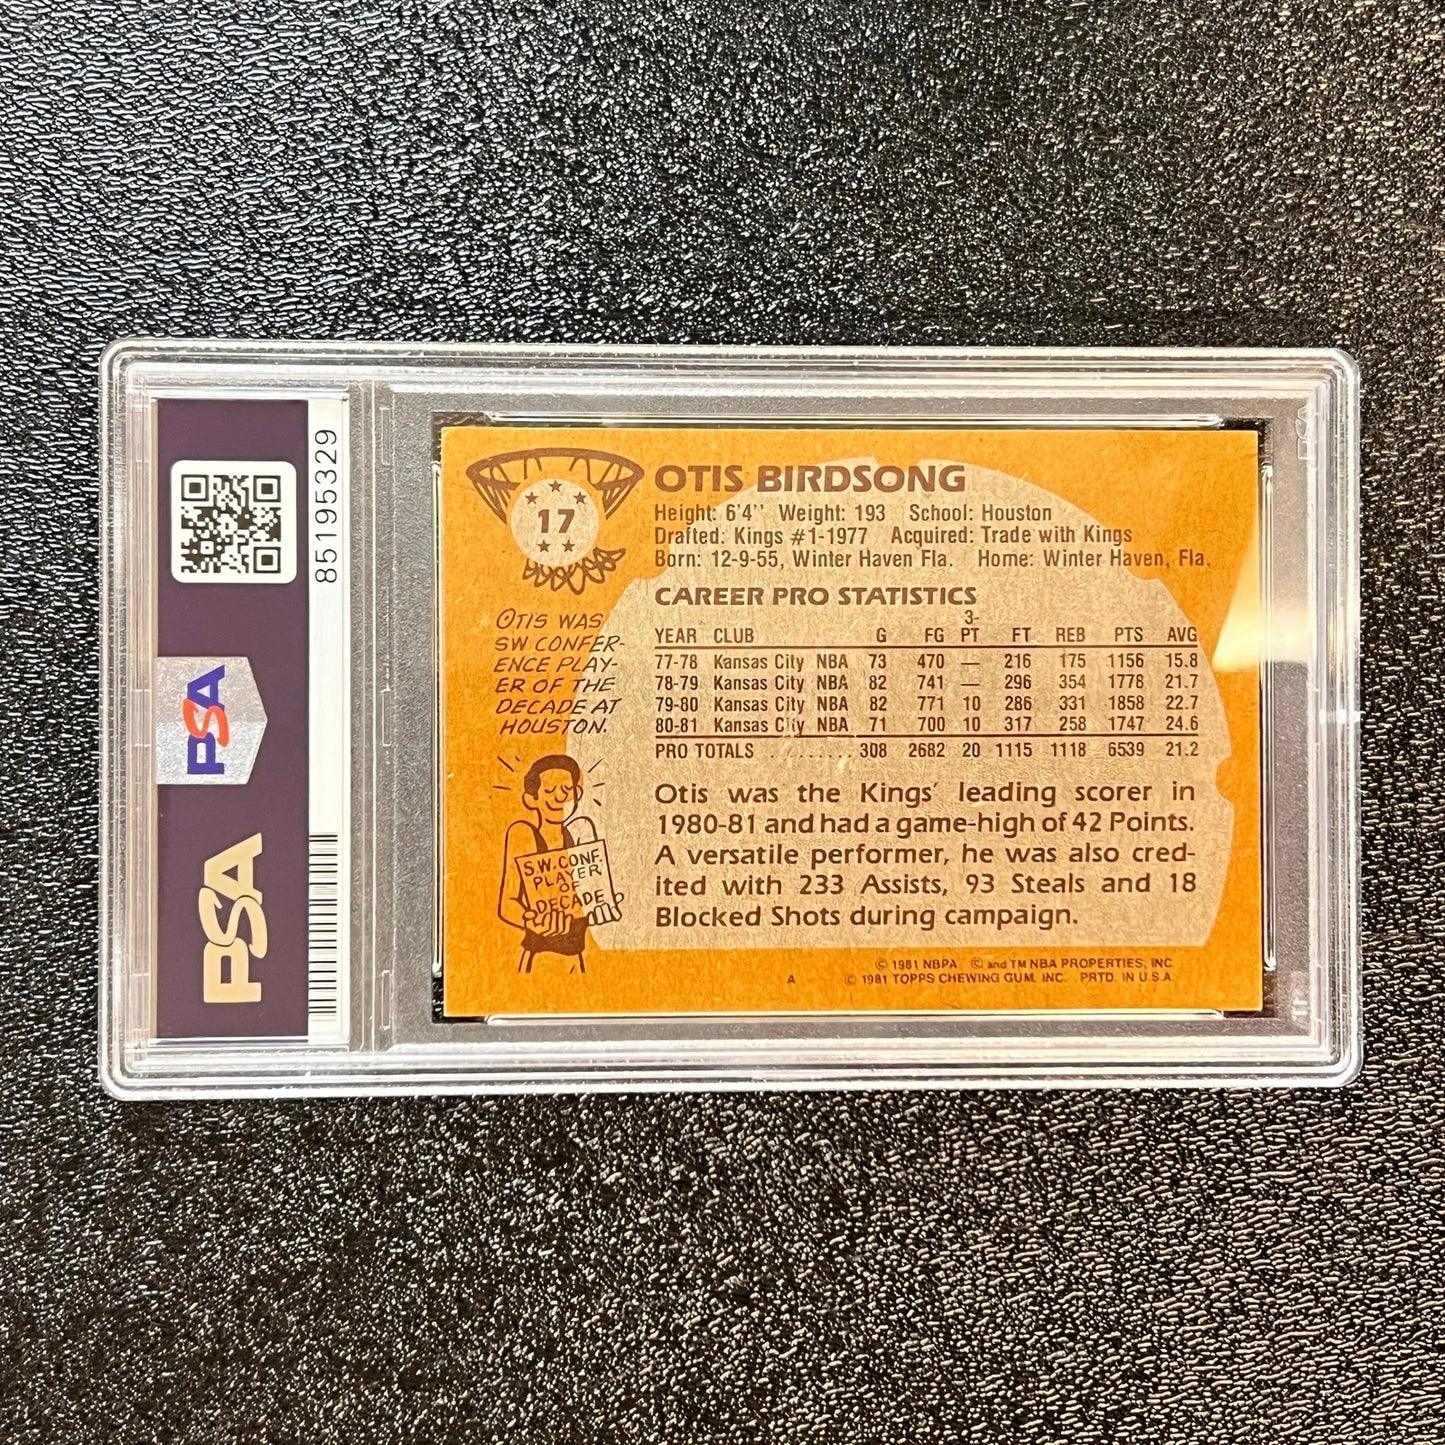 85195329
PSA
PSA
17
OTIS BIRDSONG
Height: 6'4'' Weight: 193 School: Houston
Drafted: Kings #1-1977 Acquired: Trade with Kings
Born: 12-9-55, Winter Haven Fla. Home: Winter Haven, Fla.
OTIS WAS
SW CONFER-
ENCE PLAY-
ER OF THE
DECADE AT
HOUSTON.
S.W. CONF.
PLAYER
OF
DECADE
CAREER PRO STATISTICS
3-
YEAR CLUB G FG PT FT REB PTS AVG
77-78 Kansas City NBA 73 470 — 216 175 1156 15.8
78-79 Kansas City NBA 82 741 — 296 354 1778 21.7
79-80 Kansas City NBA 82 771 10 286 331 1858 22.7
80-81 Kansas City NBA 71 700 10 317 258 1747 24.6
PRO TOTALS . . . . . . . . 308 2682 20 1115 1118 6539 21.2
Otis was the Kings' leading scorer in
1980-81 and had a game-high of 42 Points.
A versatile performer, he was also cred-
ited with 233 Assists, 93 Steals and 18
Blocked Shots during campaign.
© 1981 NBPA © and TM NBA PROPERTIES, INC.
A © 1981 TOPPS CHEWING GUM, INC. PRTD. IN U.S.A.